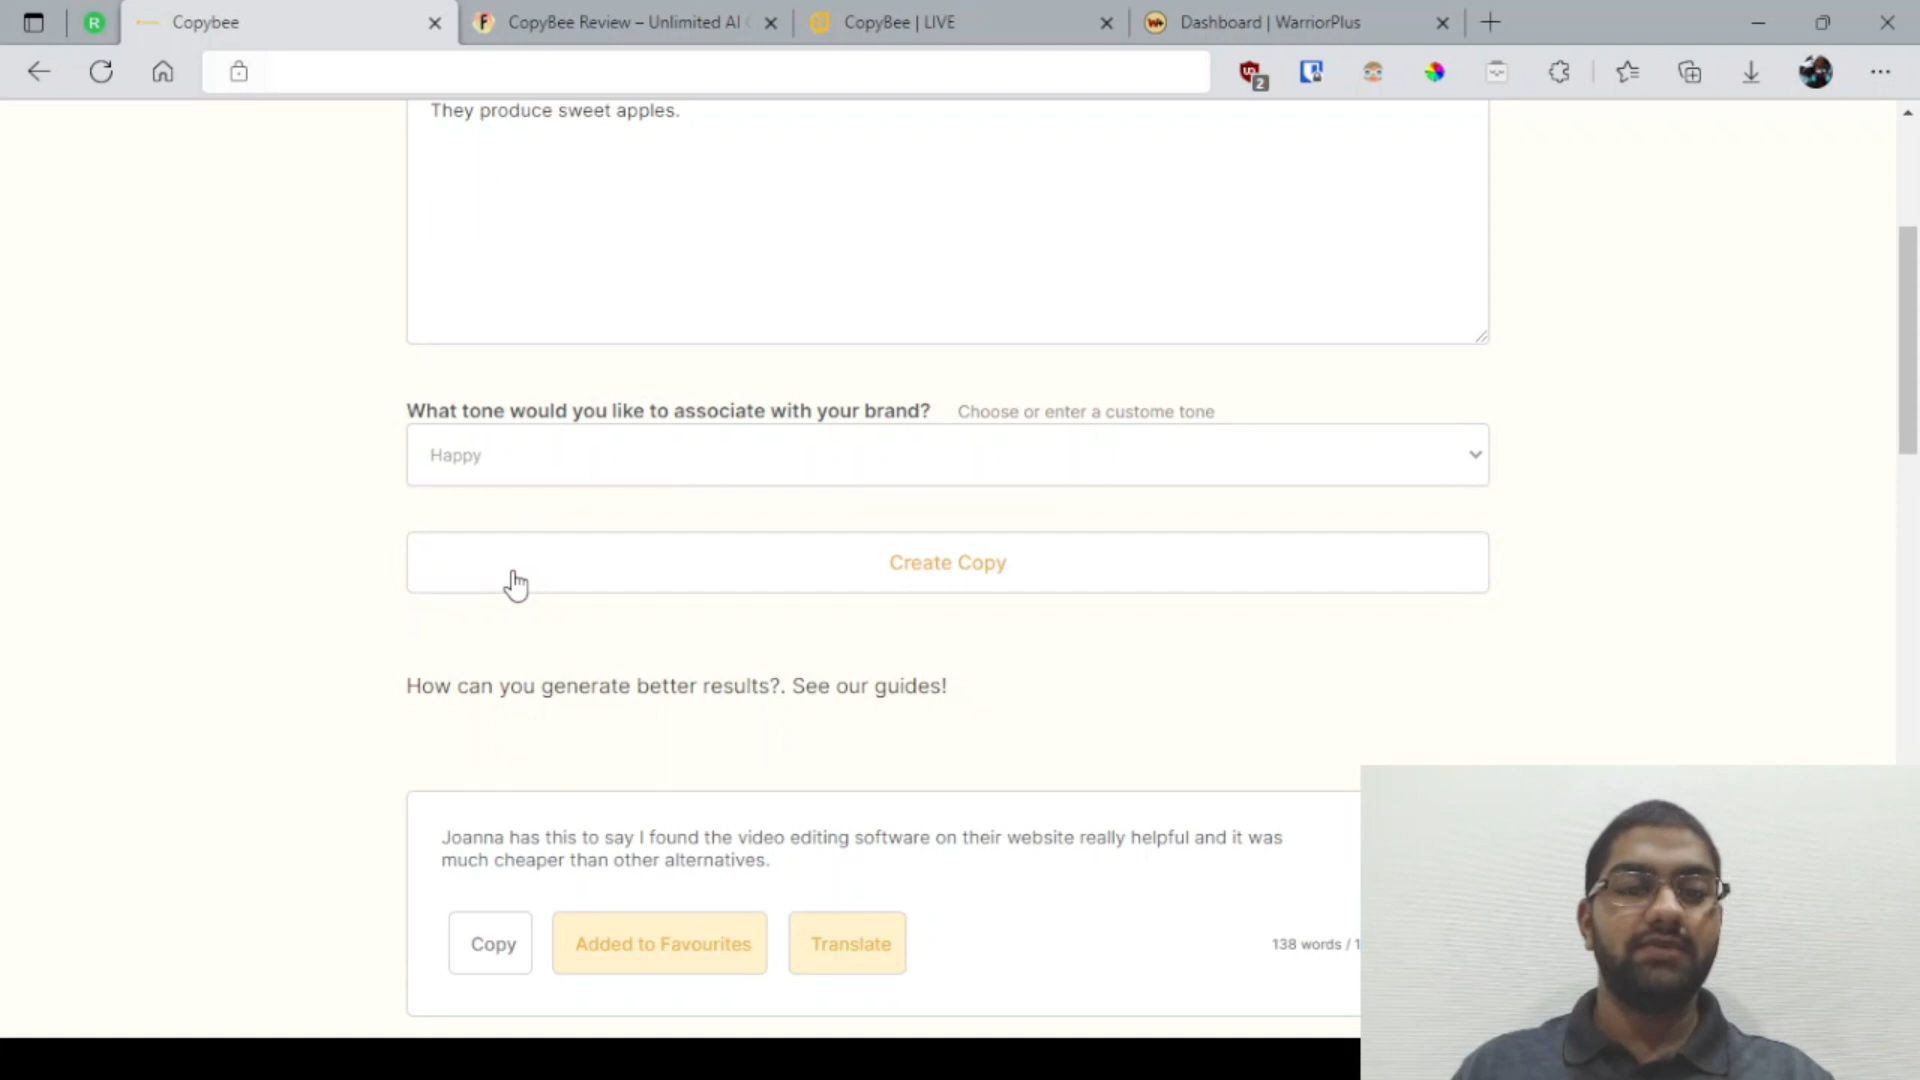 R
Copybee
F
CopyBee Review – Unlimited AI
CopyBee | LIVE
W+
Dashboard | WarriorPlus
2
They produce sweet apples.
What tone would you like to associate with your brand?
Choose or enter a custome tone
Happy
Create Copy
How can you generate better results?. See our guides!
Joanna has this to say I found the video editing software on their website really helpful and it was
much cheaper than other alternatives.
Copy
Added to Favourites
Translate
138 words / 1